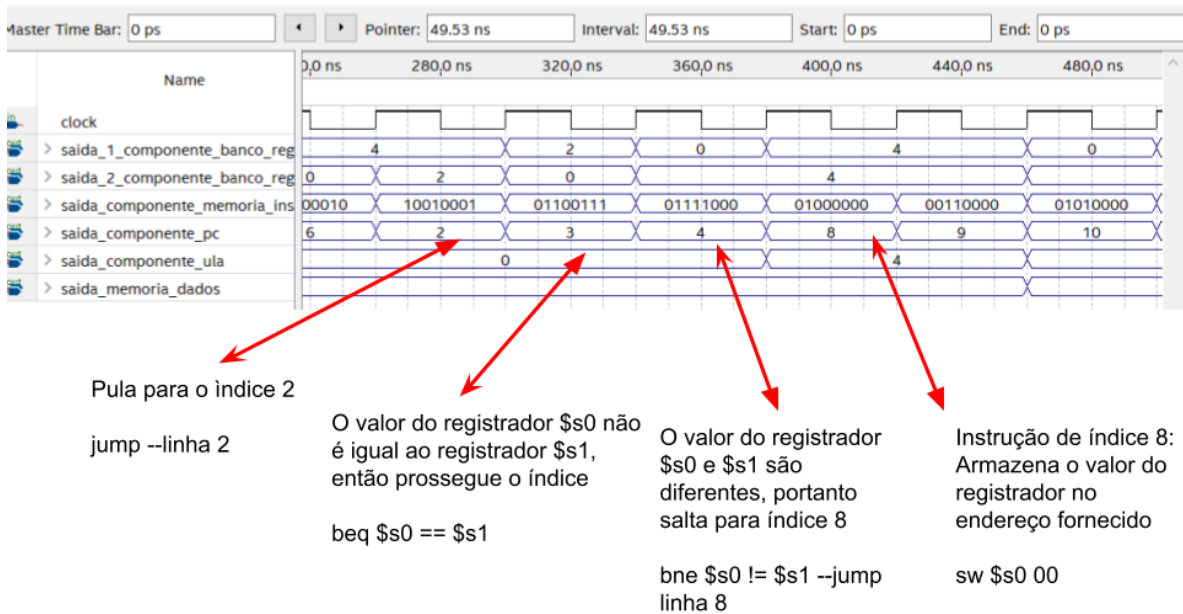 Master Time Bar: 0 ps Pointer: 49.53 ns Interval: 49.53 ns Start: 0 ps End: 0 ps
Name 0,0 ns 280,0 ns 320,0 ns 360,0 ns 400,0 ns 440,0 ns 480,0 ns
clock
saida_1_componente_banco_reg 4 2 0 4 0
saida_2_componente_banco_reg 0 2 0 4
saida_componente_memoria_ins 00010 10010001 01100111 01111000 01000000 00110000 01010000
saida_componente_pc 6 2 3 4 8 9 10
saida_componente_ula 0 4
saida_memoria_dados
Pula para o ìndice 2
jump --linha 2
O valor do registrador $s0 não
é igual ao registrador $s1,
então prossegue o índice
beq $s0 == $s1
O valor do registrador
$s0 e $s1 são
diferentes, portanto
salta para índice 8
bne $s0 != $s1 --jump
linha 8
Instrução de índice 8:
Armazena o valor do
registrador no
endereço fornecido
sw $s0 00